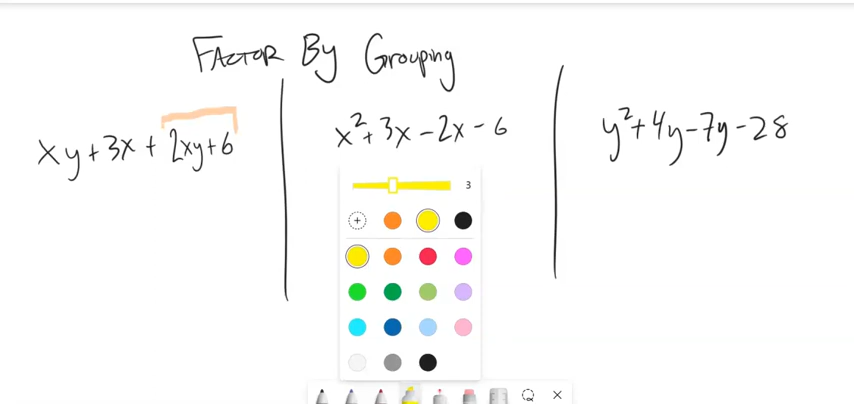 Factor By Grouping
xy+3x+2xy+6
x²+3x-2x-6
y²+4y-7y-28
3